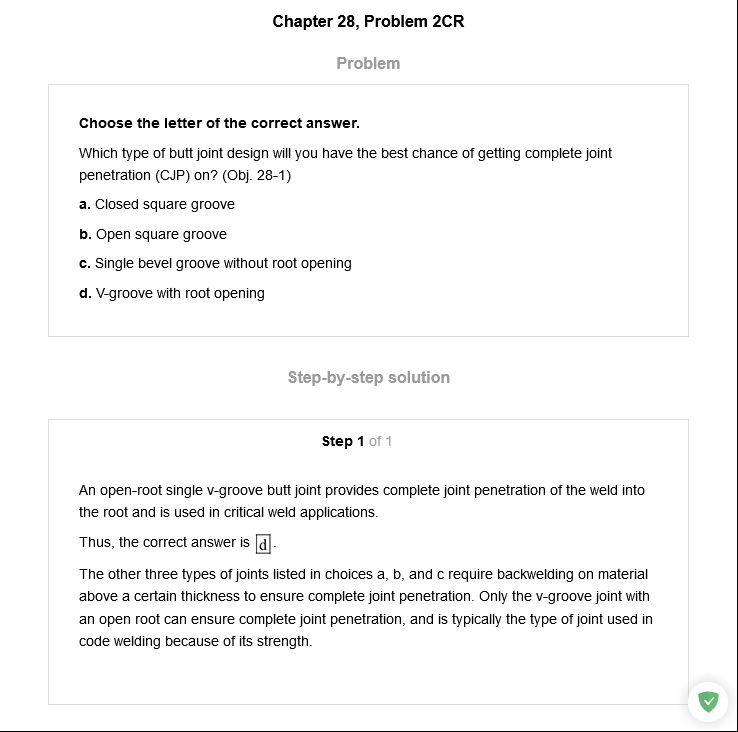 Chapter 28, Problem 2CR
Problem
Choose the letter of the correct answer.
Which type of butt joint design will you have the best chance of getting complete joint
penetration (CJP) on? (Obj. 28-1)
a. Closed square groove
b. Open square groove
c. Single bevel groove without root opening
d. V-groove with root opening
Step-by-step solution
Step 1 of 1
An open-root single v-groove butt joint provides complete joint penetration of the weld into
the root and is used in critical weld applications.
Thus, the correct answer is d.
The other three types of joints listed in choices a, b, and c require backwelding on material
above a certain thickness to ensure complete joint penetration. Only the v-groove joint with
an open root can ensure complete joint penetration, and is typically the type of joint used in
code welding because of its strength.